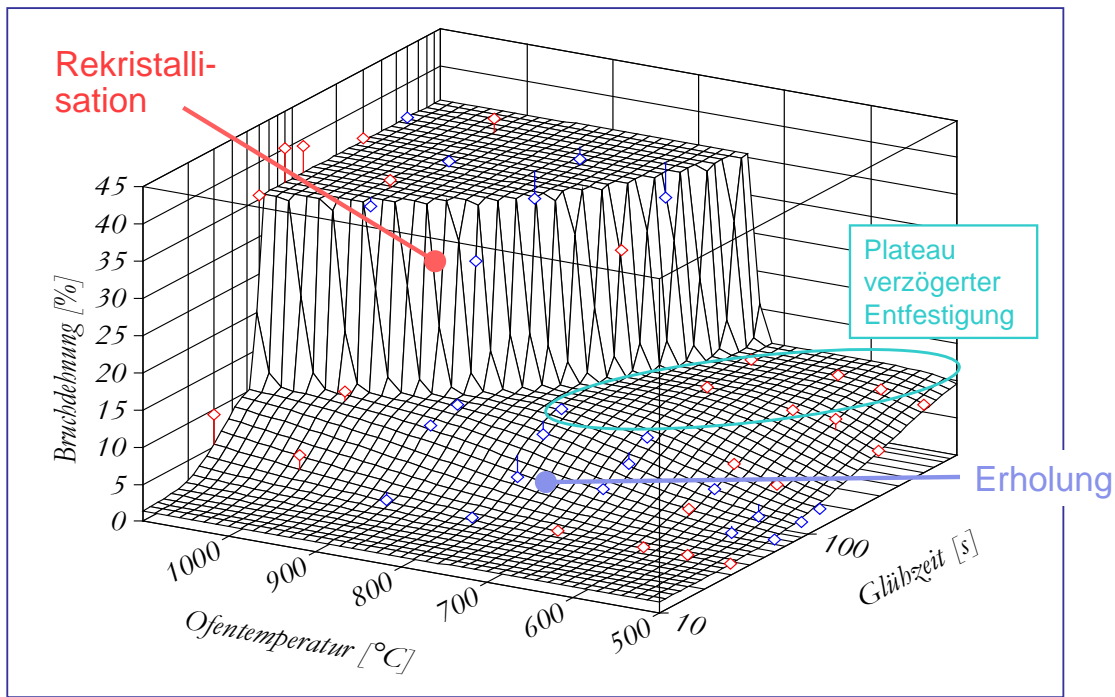 Rekristalli-
sation
45
40
35
30
25
20
15
10
5
0
Bruchdehnung [%]
Plateau
verzögerter
Entfestigung
Erholung
1000
900
800
700
600
500
Ofentemperatur [°C]
10
100
Glühzeit [s]